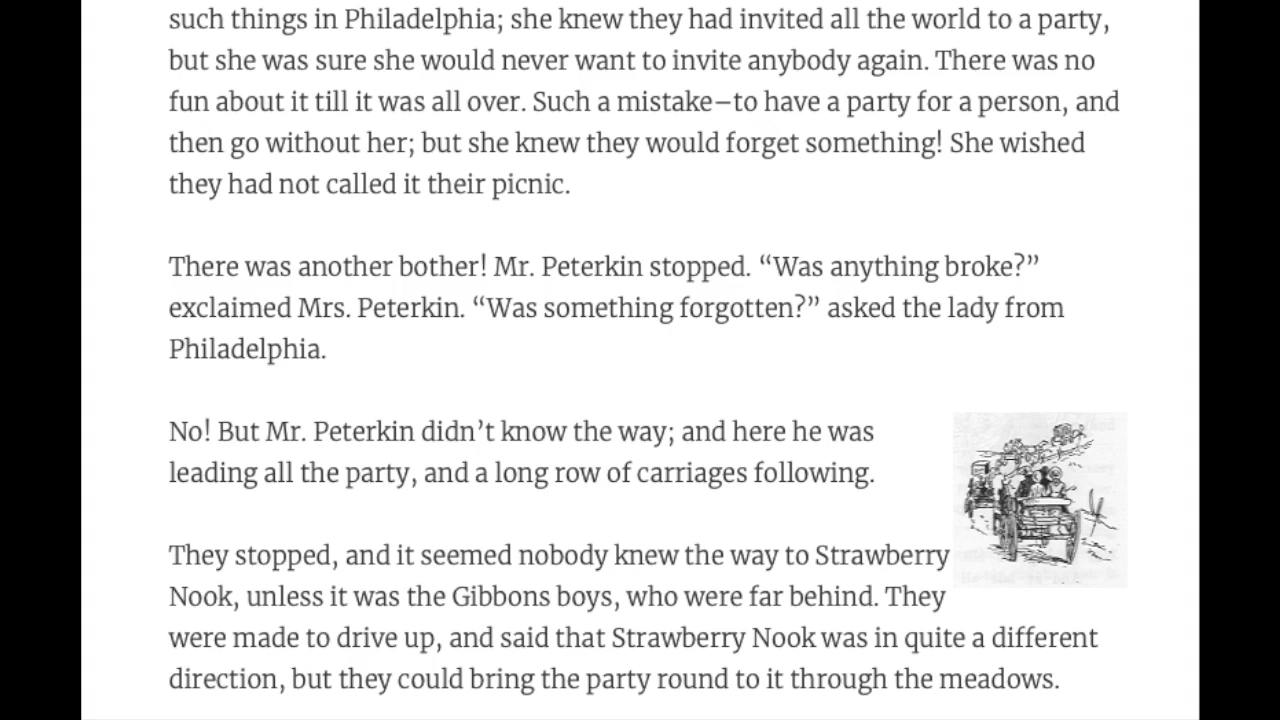 such things in Philadelphia; she knew they had invited all the world to a party,
but she was sure she would never want to invite anybody again. There was no
fun about it till it was all over. Such a mistake–to have a party for a person, and
then go without her; but she knew they would forget something! She wished
they had not called it their picnic.
There was another bother! Mr. Peterkin stopped. “Was anything broke?”
exclaimed Mrs. Peterkin. “Was something forgotten?” asked the lady from
Philadelphia.
No! But Mr. Peterkin didn’t know the way; and here he was
leading all the party, and a long row of carriages following.
They stopped, and it seemed nobody knew the way to Strawberry
Nook, unless it was the Gibbons boys, who were far behind. They
were made to drive up, and said that Strawberry Nook was in quite a different
direction, but they could bring the party round to it through the meadows.